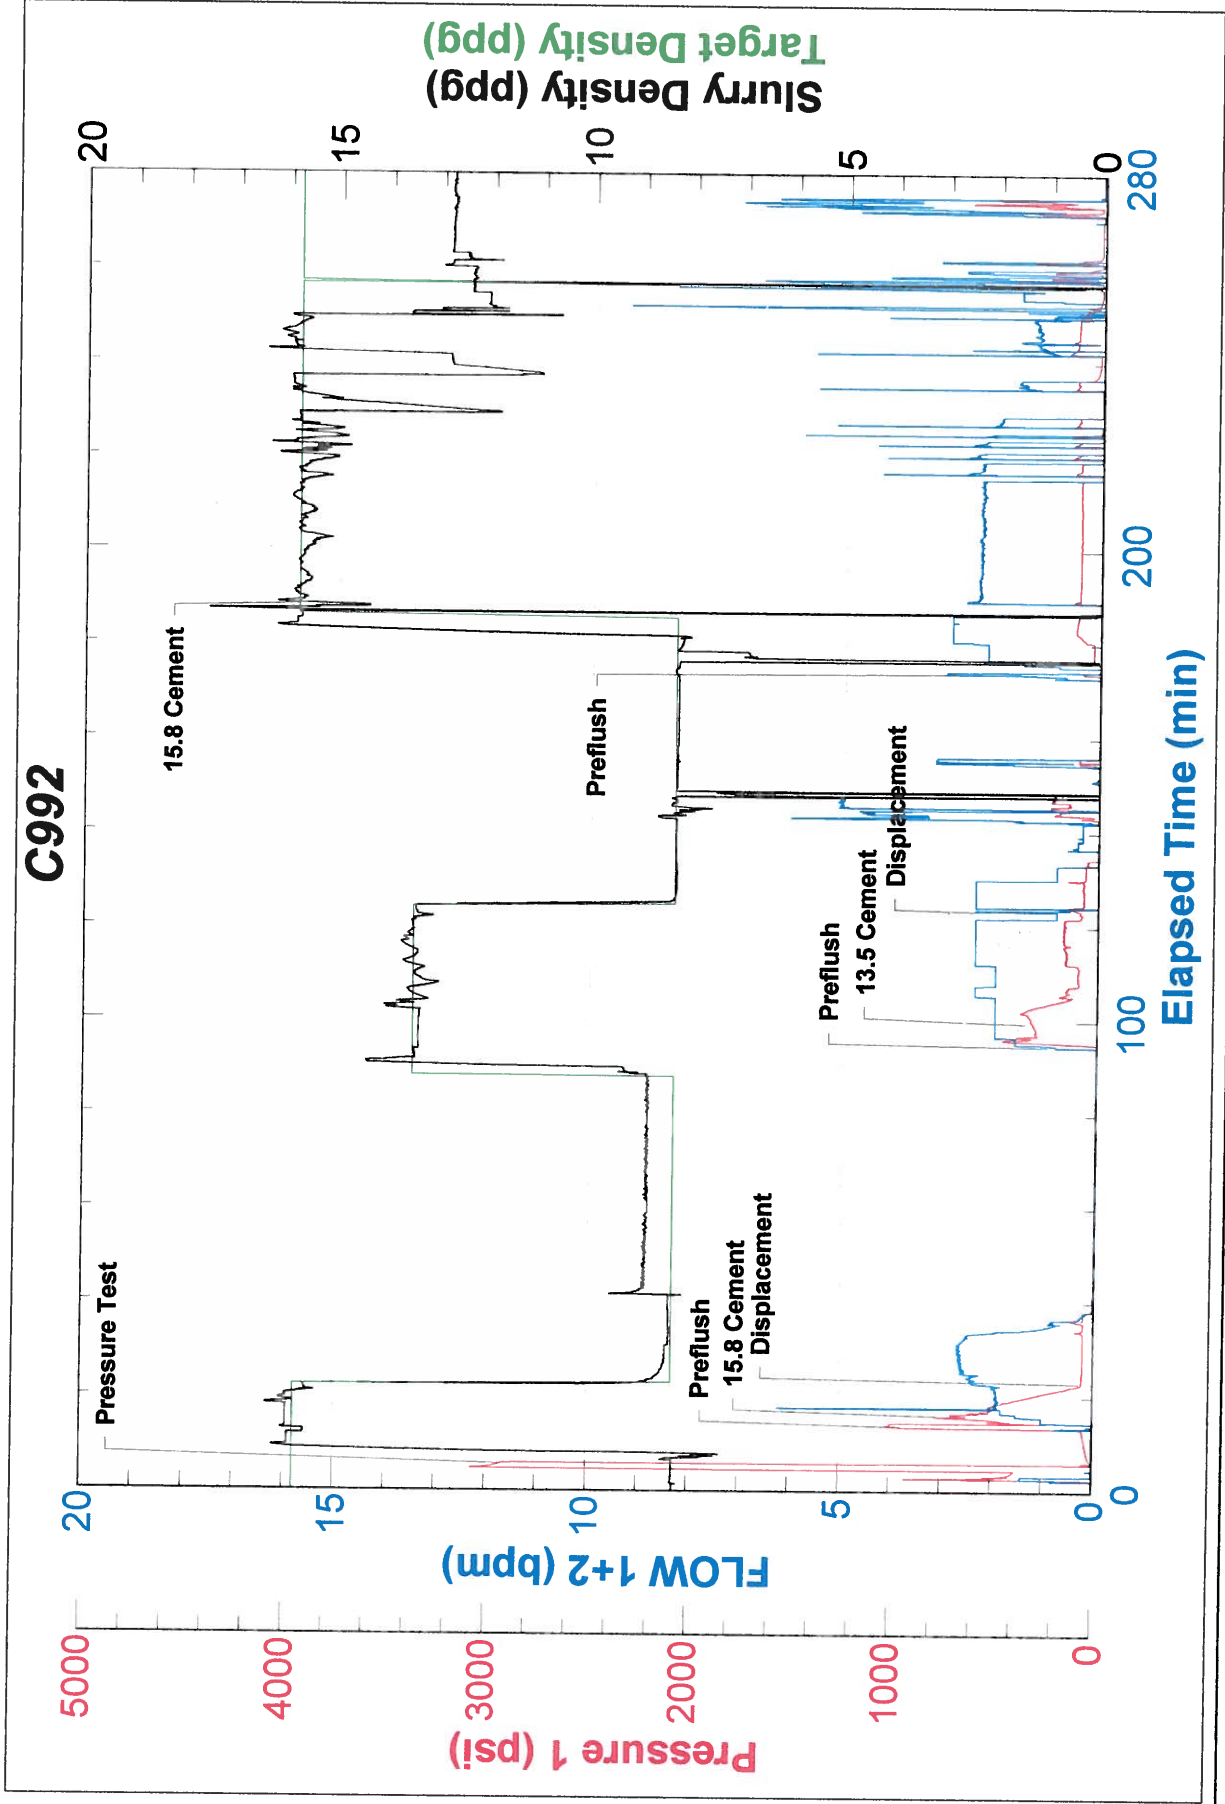 C992
Pressure Test
15.8 Cement
Preflush
Preflush
15.8 Cement
Displacement
Preflush
13.5 Cement
Displacement
5000
4000
3000
2000
1000
0
Pressure 1 (psi)
20
15
10
5
0
FLOW 1+2 (bpm)
0
100
200
280
Elapsed Time (min)
20
15
10
5
0
Slurry Density (ppg)
Target Density (ppg)